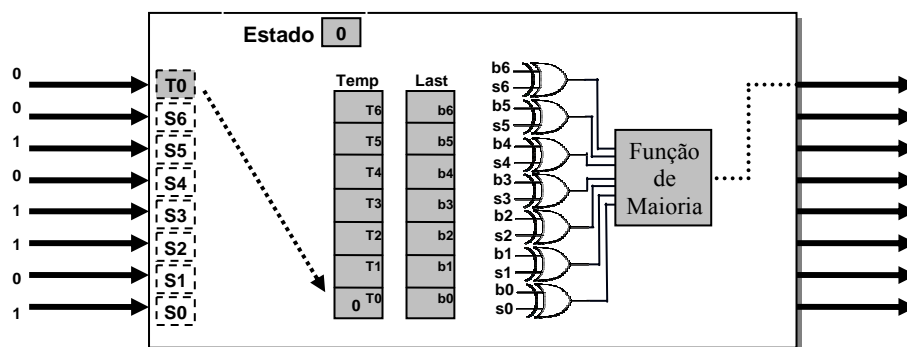 Estado 0
Temp Last
0 T0
0 S6
1 S5
0 S4
1 S3
1 S2
0 S1
1 S0
T6 b6
T5 b5
T4 b4
T3 b3
T2 b2
T1 b1
0 T0 b0
b6
s6
b5
s5
b4
s4
b3
s3
b2
s2
b1
s1
b0
s0
Função
de
Maioria